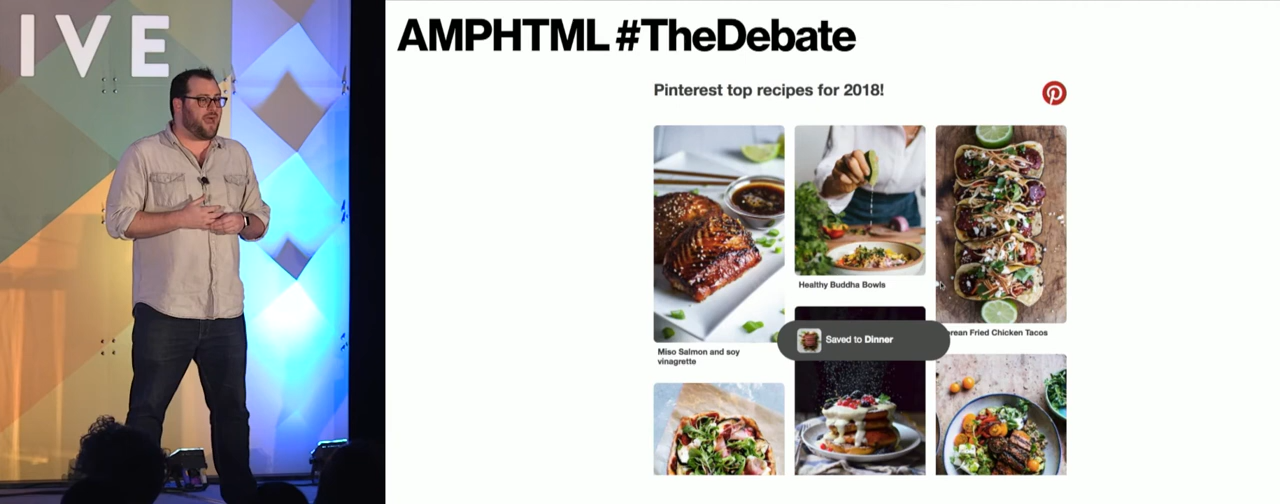 IVE
AMPHTML #TheDebate
Pinterest top recipes for 2018!
Healthy Buddha Bowls
rean Fried Chicken Tacos
Saved to Dinner
Miso Salmon and soy
vinagrette